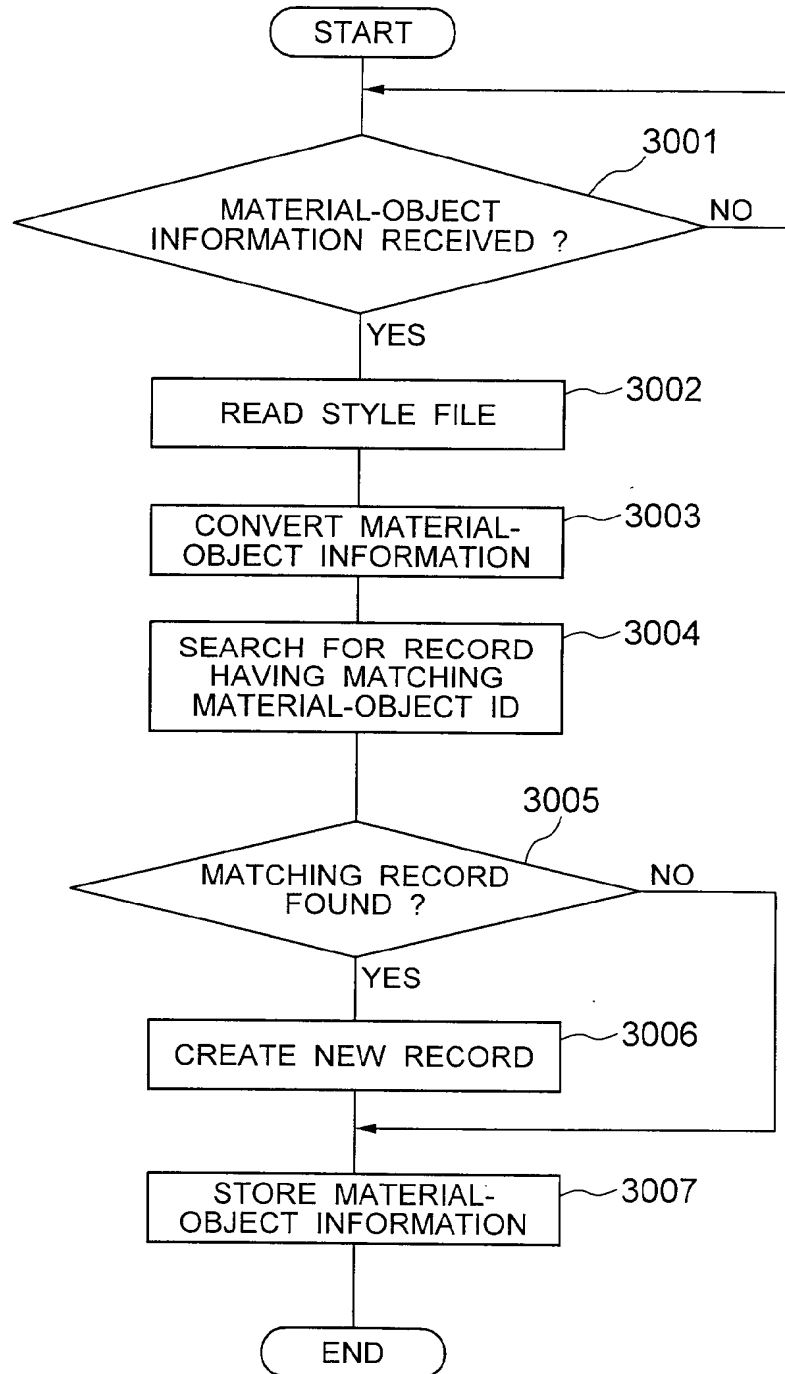 START
3001
MATERIAL-OBJECT
INFORMATION RECEIVED ?
NO
YES
READ STYLE FILE
3002
CONVERT MATERIAL-
OBJECT INFORMATION
3003
SEARCH FOR RECORD
HAVING MATCHING
MATERIAL-OBJECT ID
3004
3005
MATCHING RECORD
FOUND ?
NO
YES
CREATE NEW RECORD
3006
STORE MATERIAL-
OBJECT INFORMATION
3007
END